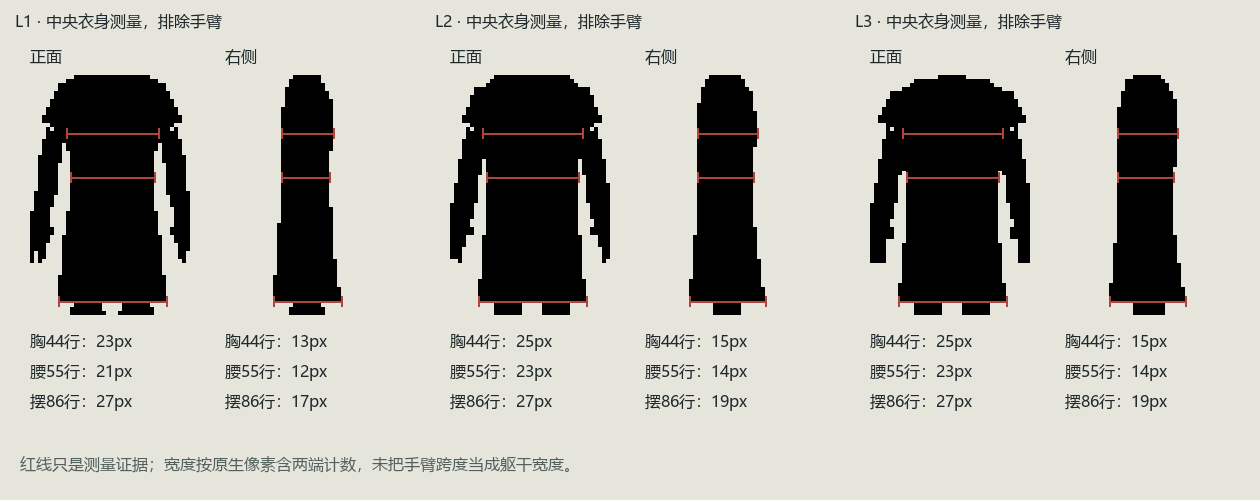 L1 · 中央衣身测量，排除手臂
L2 · 中央衣身测量，排除手臂
L3 · 中央衣身测量，排除手臂
正面
右侧
正面
右侧
正面
右侧
胸44行：23px
胸44行：13px
胸44行：25px
胸44行：15px
胸44行：25px
胸44行：15px
腰55行：21px
腰55行：12px
腰55行：23px
腰55行：14px
腰55行：23px
腰55行：14px
摆86行：27px
摆86行：17px
摆86行：27px
摆86行：19px
摆86行：27px
摆86行：19px
红线只是测量证据；宽度按原生像素含两端计数，未把手臂跨度当成躯干宽度。